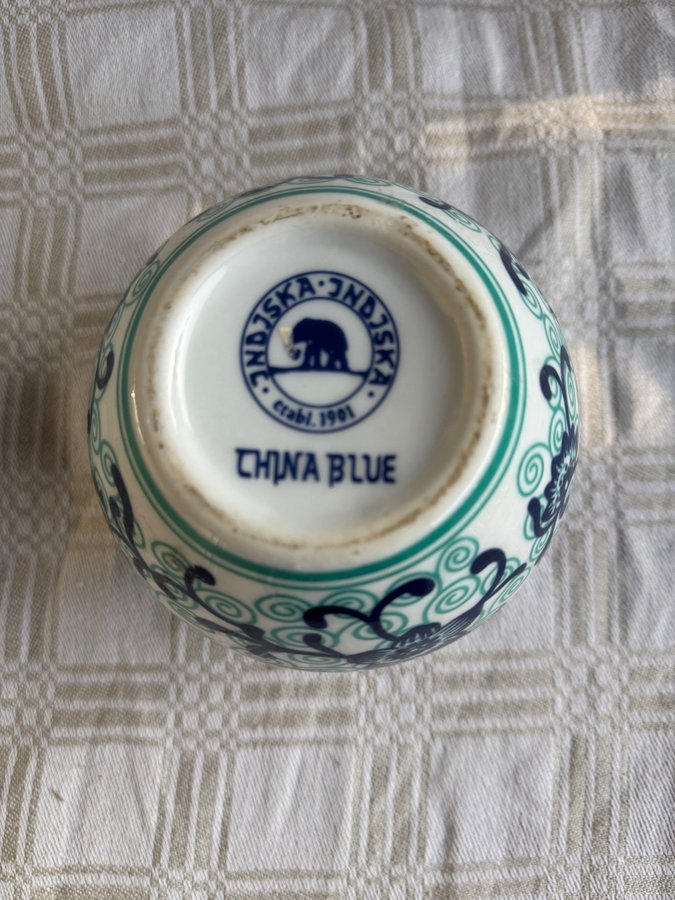 INDISKA · INDISKA ·
etabl. 1901
CHINA BLUE